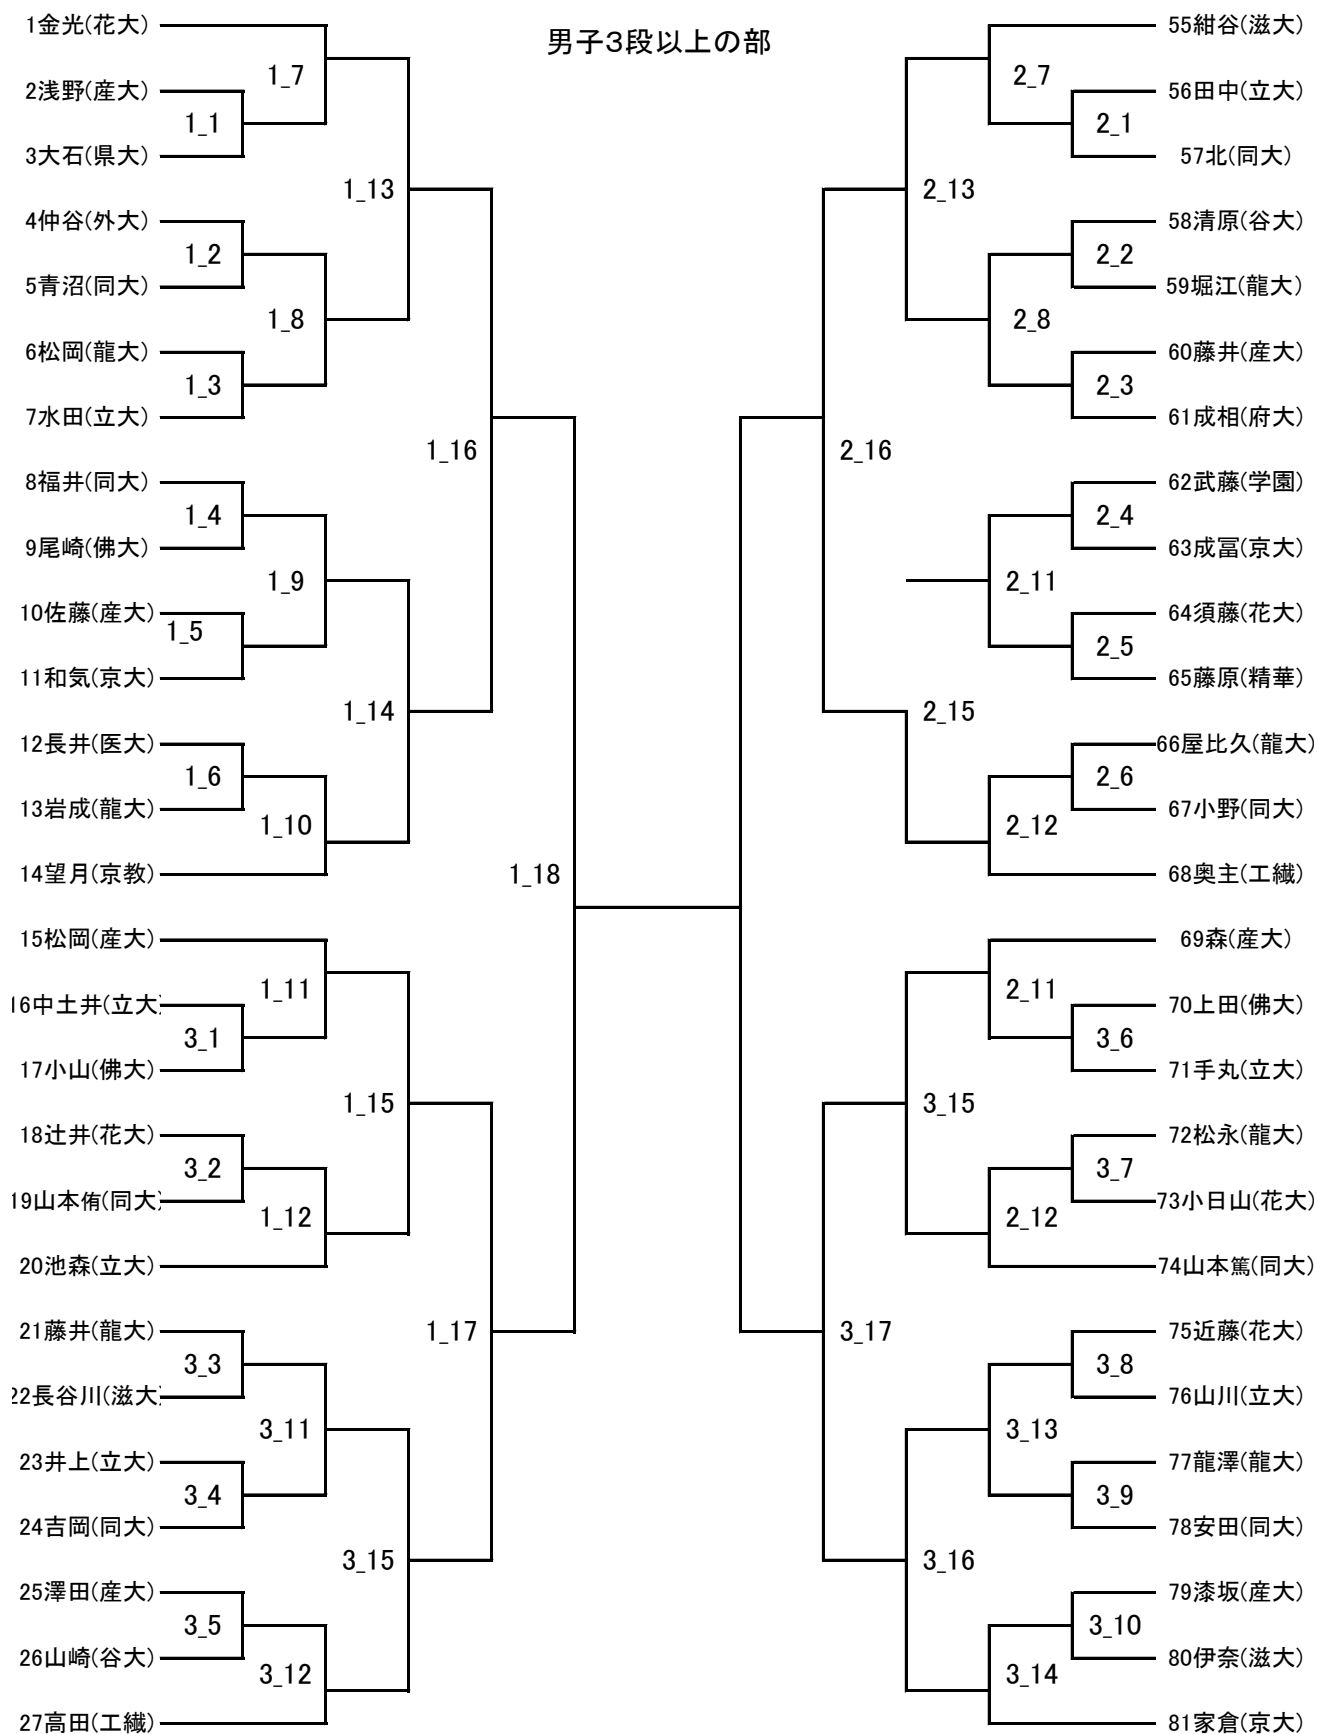 男子3段以上の部
1金光(花大)
1_7
2浅野(産大)
1_1
3大石(県大)
1_13
4仲谷(外大)
1_2
5青沼(同大)
1_8
6松岡(龍大)
1_3
7水田(立大)
1_16
8福井(同大)
1_4
9尾崎(佛大)
1_9
10佐藤(産大)
1_5
11和気(京大)
1_14
12長井(医大)
1_6
13岩成(龍大)
1_10
14望月(京教)
1_18
15松岡(産大)
1_11
16中土井(立大)
3_1
17小山(佛大)
1_15
18辻井(花大)
3_2
19山本侑(同大)
1_12
20池森(立大)
1_17
21藤井(龍大)
3_3
22長谷川(滋大)
3_11
23井上(立大)
3_4
24吉岡(同大)
3_15
25澤田(産大)
3_5
26山崎(谷大)
3_12
27高田(工繊)
55紺谷(滋大)
2_7
56田中(立大)
2_1
57北(同大)
2_13
58清原(谷大)
2_2
59堀江(龍大)
2_8
60藤井(産大)
2_3
61成相(府大)
2_16
62武藤(学園)
2_4
63成冨(京大)
2_11
64須藤(花大)
2_5
65藤原(精華)
2_15
66屋比久(龍大)
2_6
67小野(同大)
2_12
68奥主(工繊)
69森(産大)
2_11
70上田(佛大)
3_6
71手丸(立大)
3_15
72松永(龍大)
3_7
73小日山(花大)
2_12
74山本篤(同大)
3_17
75近藤(花大)
3_8
76山川(立大)
3_13
77龍澤(龍大)
3_9
78安田(同大)
3_16
79漆坂(産大)
3_10
80伊奈(滋大)
3_14
81家倉(京大)